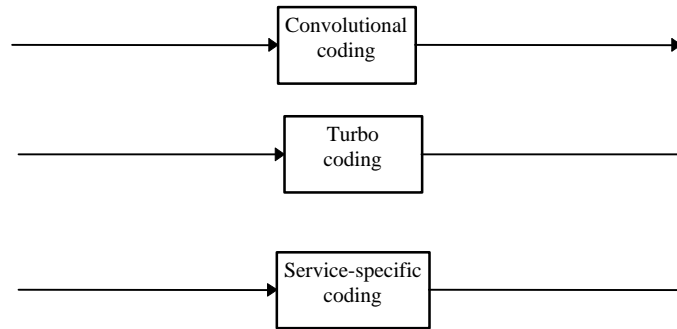 Convolutional
coding
Turbo
coding
Service-specific
coding